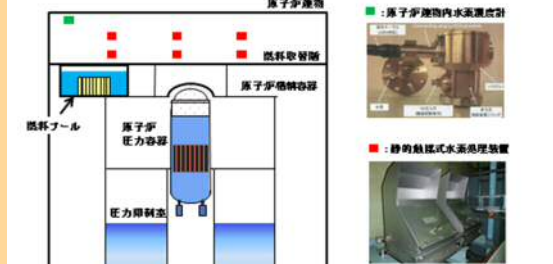 原子炉建物
■：原子炉建物内水素濃度計
燃料取替階
原子炉格納容器
燃料プール
原子炉
圧力容器
■：静的触媒式水素処理装置
圧力抑制室